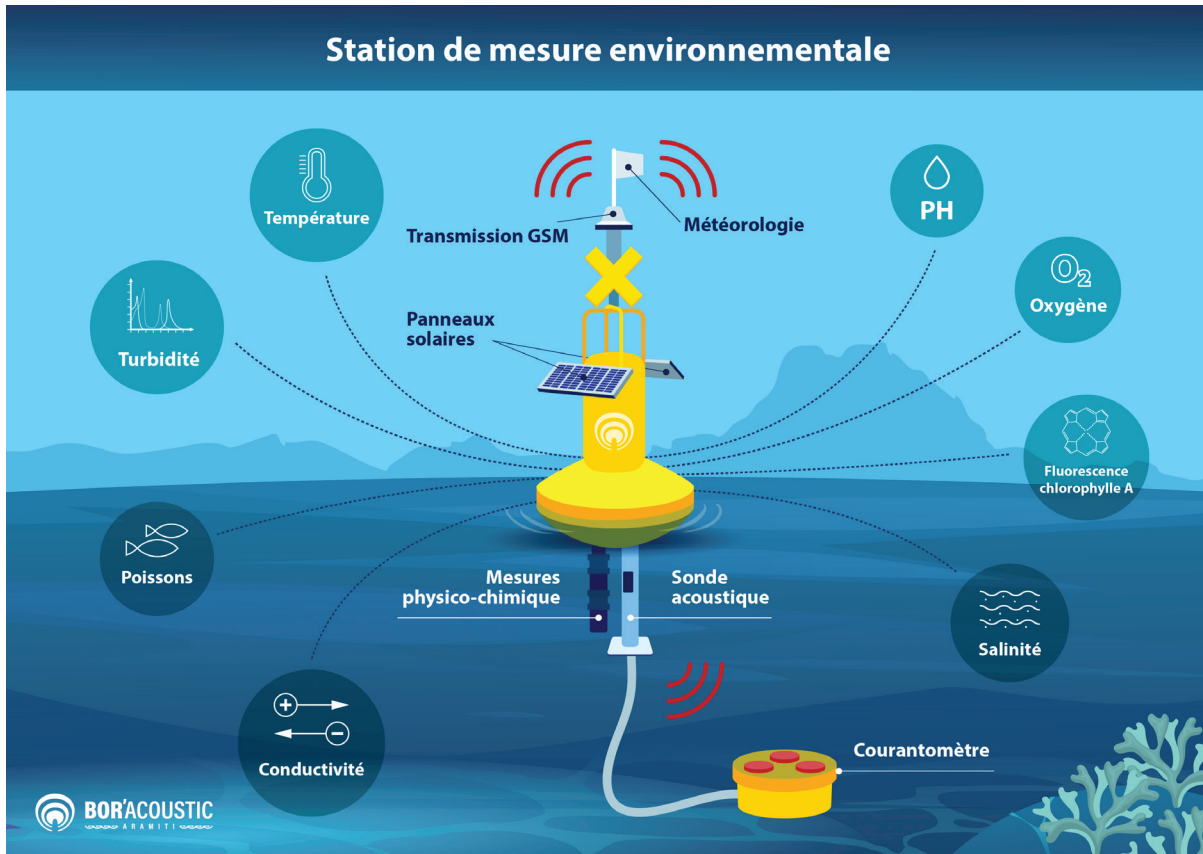 Station de mesure environnementale
Température
Transmission GSM
Météorologie
PH
Turbidité
Panneaux
solaires
O₂
Oxygène
Fluorescence
chlorophylle A
Poissons
Mesures
physico-chimique
Sonde
acoustique
Salinité
Conductivité
Courantomètre
BOR'ACOUSTIC
ARAMITI